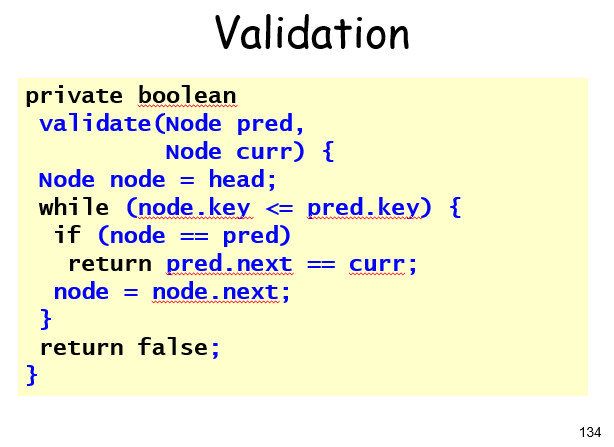 Validation
private boolean
validate(Node pred,
Node curr) {
Node node = head;
while (node.key <= pred.key) {
if (node == pred)
return pred.next == curr;
node = node.next;
}
return false;
}
134